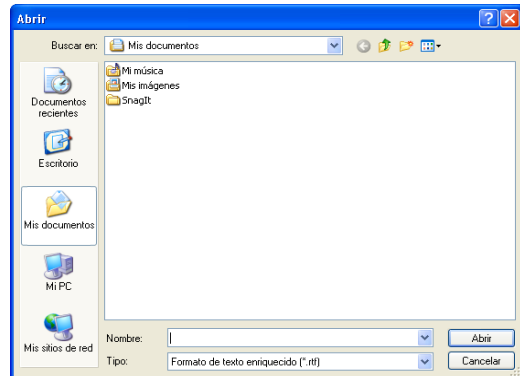 Abrir
Buscar en: Mis documentos
Mi música
Mis imágenes
SnagIt
Documentos
recientes
Escritorio
Mis documentos
Mi PC
Mis sitios de red
Nombre:
Abrir
Tipo: Formato de texto enriquecido (*.rtf)
Cancelar